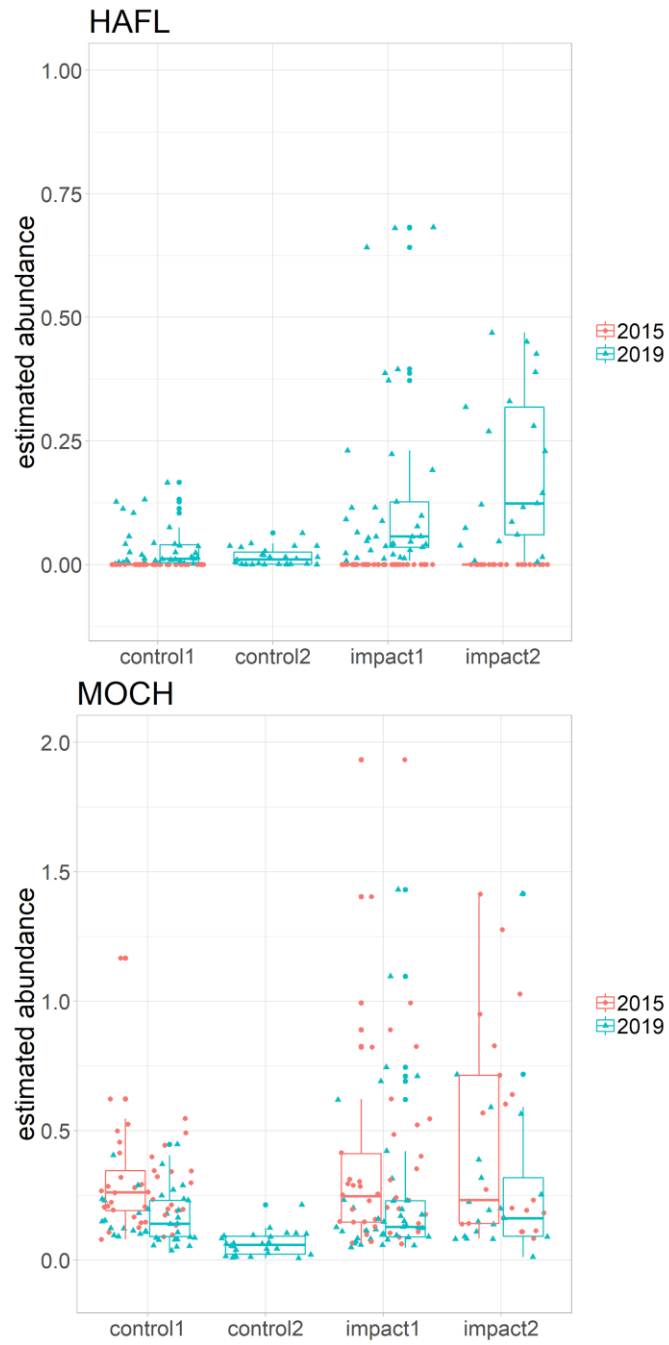 HAFL
1.00
0.75
0.50
0.25
0.00
estimated abundance
2015
2019
control1 control2 impact1 impact2
MOCH
2.0
1.5
1.0
0.5
0.0
estimated abundance
2015
2019
control1 control2 impact1 impact2